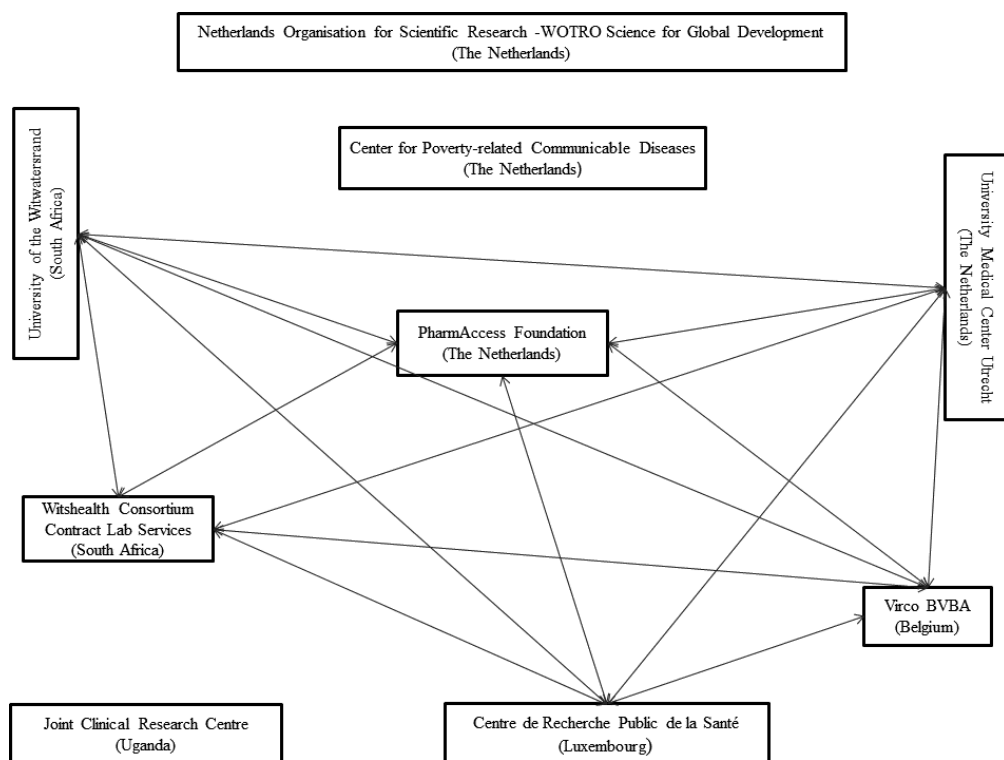 Netherlands Organisation for Scientific Research -WOTRO Science for Global Development
(The Netherlands)
University of the Witwatersrand
(South Africa)
Center for Poverty-related Communicable Diseases
(The Netherlands)
University Medical Center Utrecht
(The Netherlands)
PharmAccess Foundation
(The Netherlands)
Witshealth Consortium
Contract Lab Services
(South Africa)
Virco BVBA
(Belgium)
Joint Clinical Research Centre
(Uganda)
Centre de Recherche Public de la Santé
(Luxembourg)